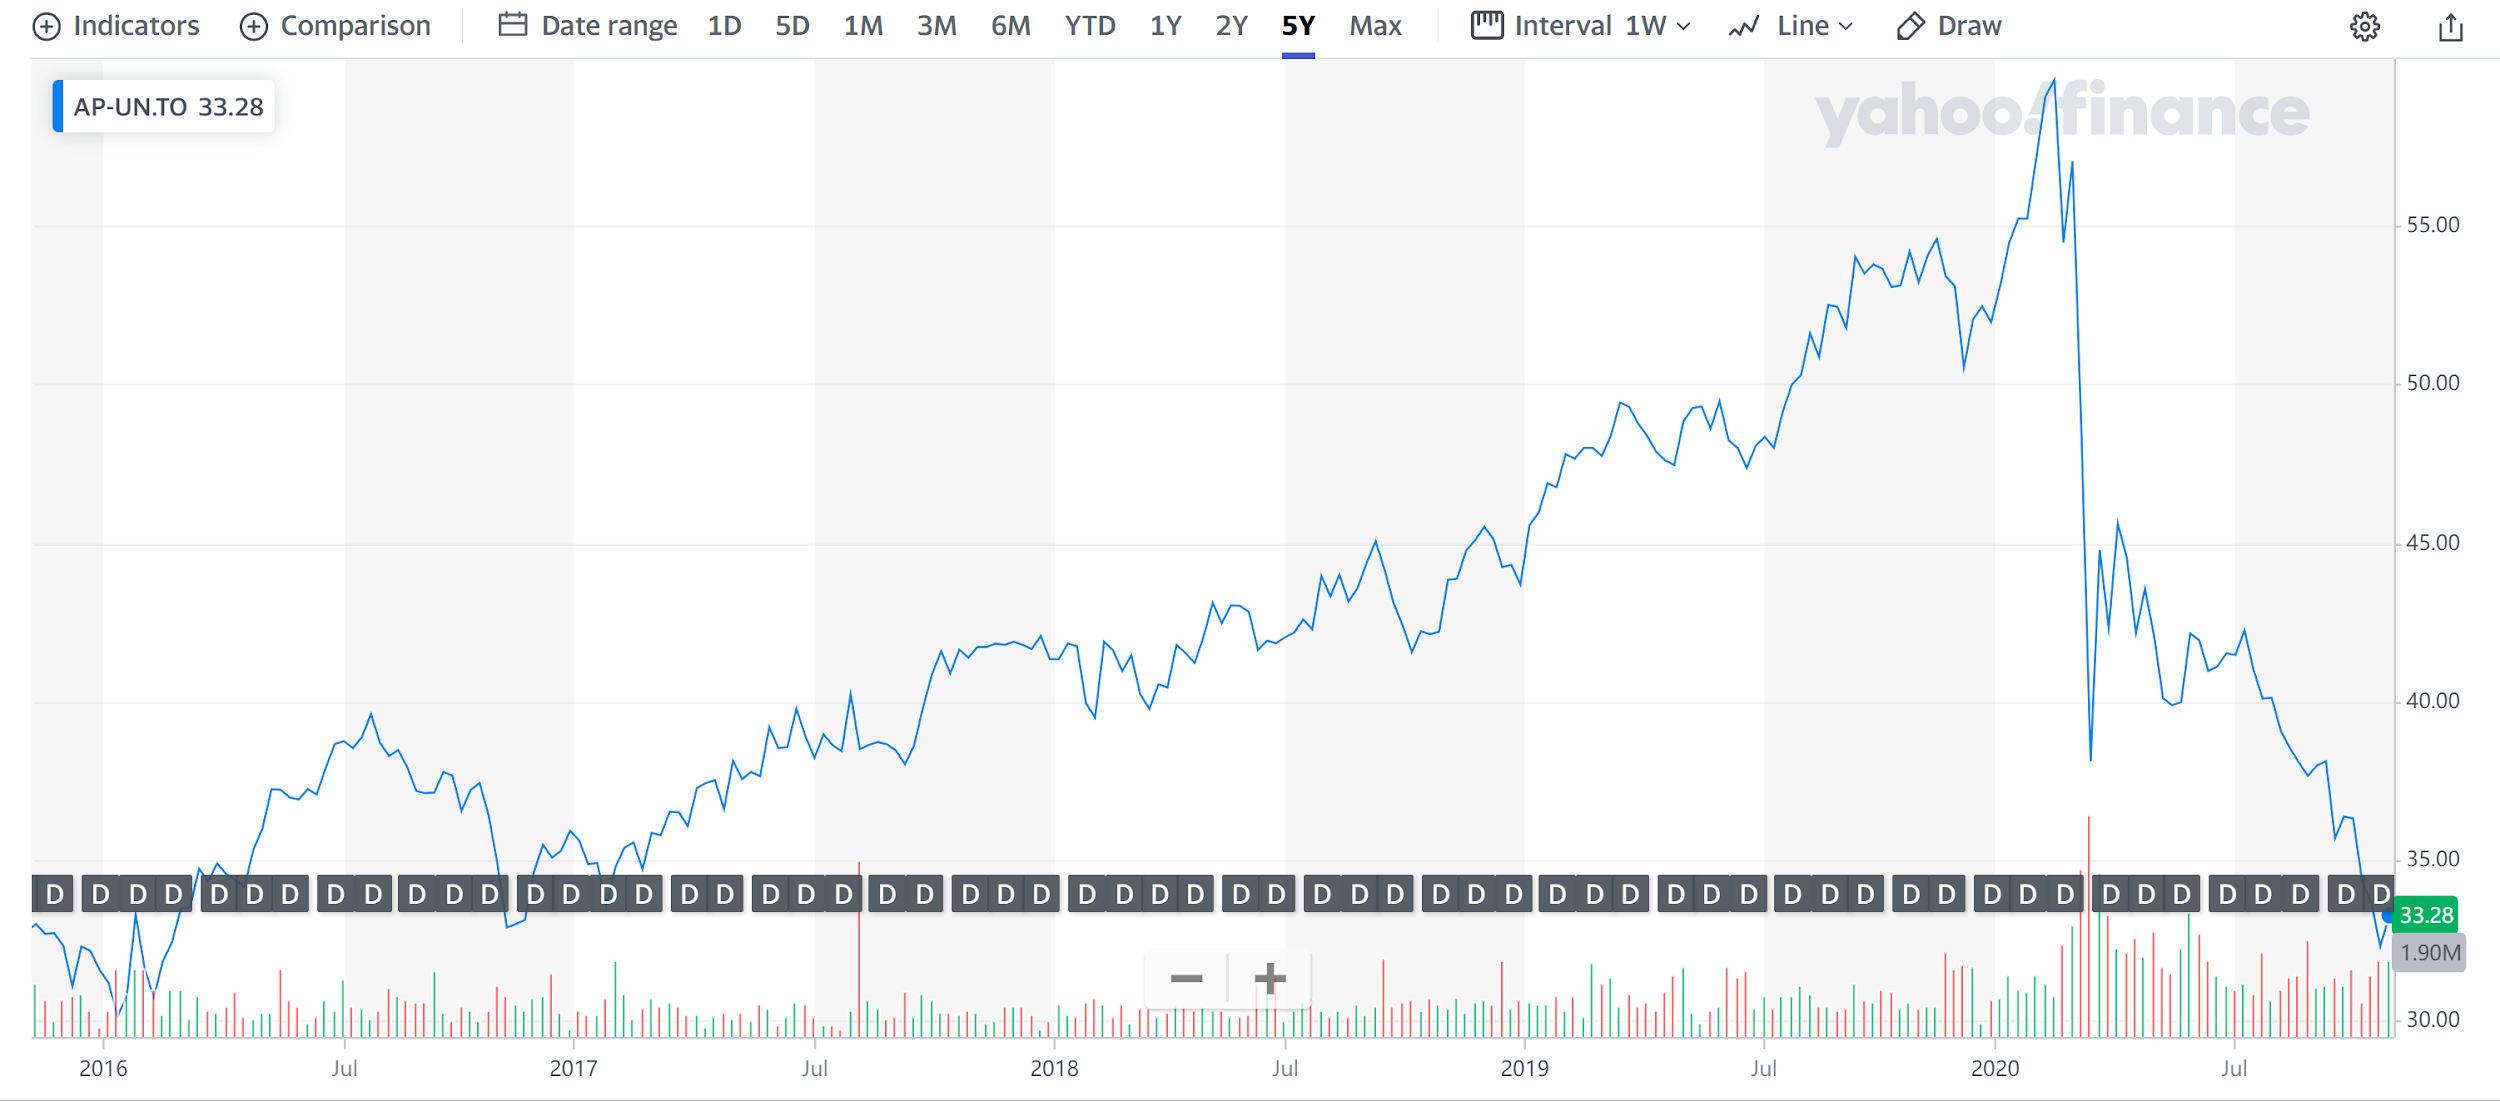 Indicators Comparison Date range 1D 5D 1M 3M 6M YTD 1Y 2Y 5Y Max Interval 1W Line Draw
AP-UN.TO 33.28
yahoo!finance
55.00
50.00
45.00
40.00
35.00
D D D D D D D D D D D D D D D D D D D D D D D D D D D D D D D D D D D D D D D D D D D D D D D D D D D D D D D D D D D D
33.28
1.90M
30.00
2016 Jul 2017 Jul 2018 Jul 2019 Jul 2020 Jul